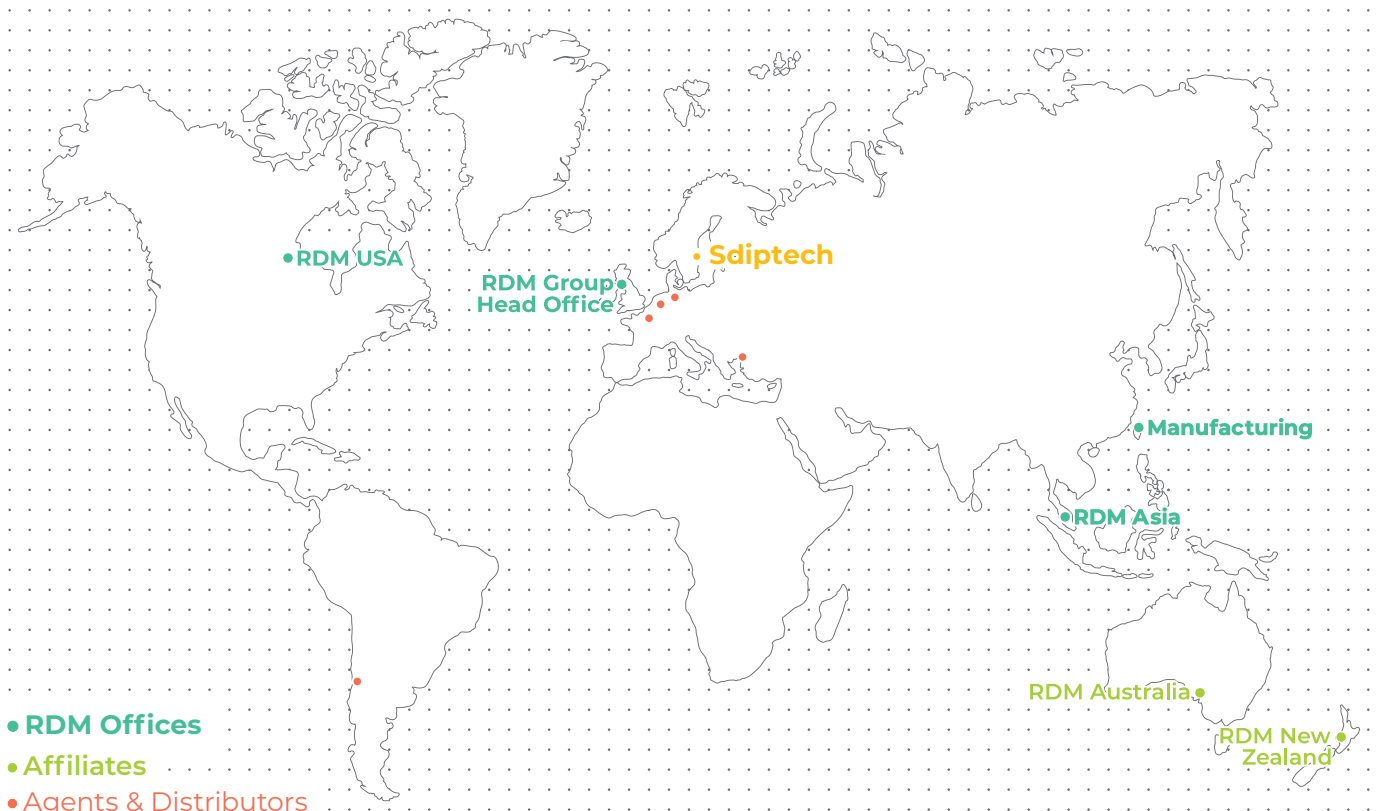 RDM USA
Sdiptech
RDM Group
Head Office
Manufacturing
RDM Asia
RDM Australia
RDM New
Zealand
RDM Offices
Affiliates
Agents & Distributors